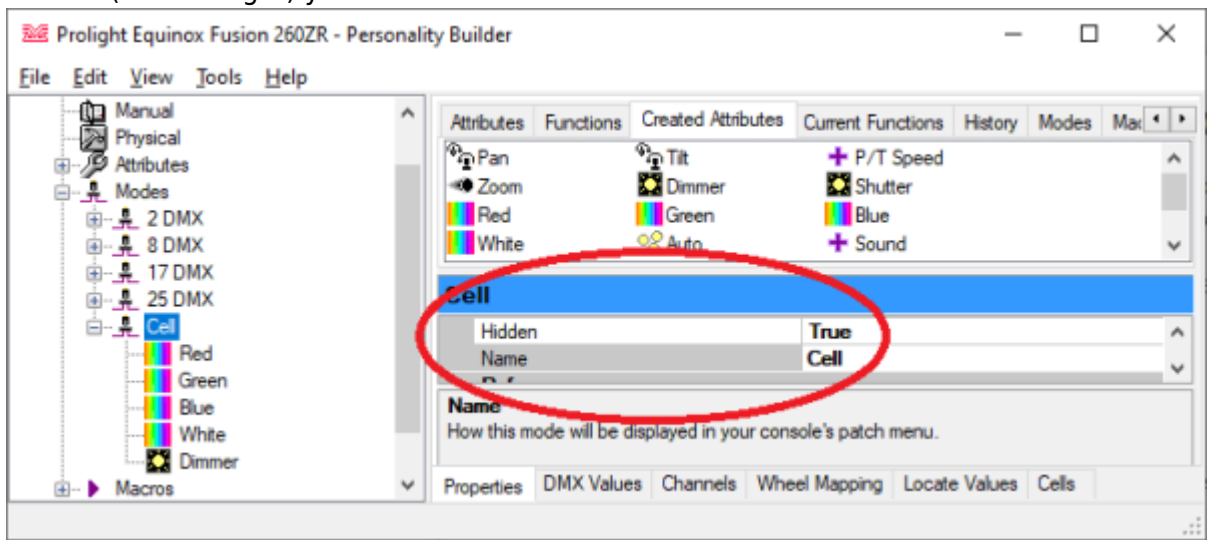 Prolight Equinox Fusion 260ZR - Personality Builder
File Edit View Tools Help
Manual
Physical
Attributes
Modes
2 DMX
8 DMX
17 DMX
25 DMX
Cell
Red
Green
Blue
White
Dimmer
Macros
Attributes Functions Created Attributes Current Functions History Modes
Pan Tilt P/T Speed
Zoom Dimmer Shutter
Red Green Blue
White Auto Sound
Cell
Hidden True
Name Cell
Name
How this mode will be displayed in your console's patch menu.
Properties DMX Values Channels Wheel Mapping Locate Values Cells